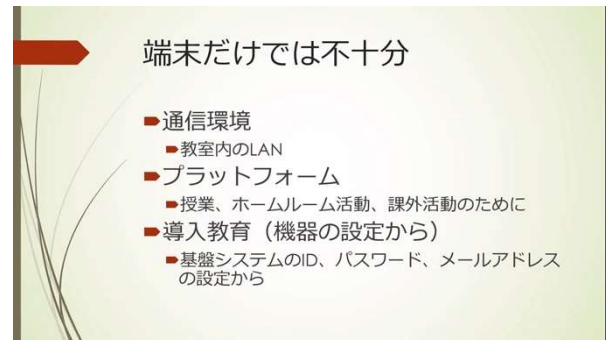 端末だけでは不十分
通信環境
教室内のLAN
プラットフォーム
授業、ホームルーム活動、課外活動のために
導入教育（機器の設定から）
基盤システムのID、パスワード、メールアドレス
の設定から